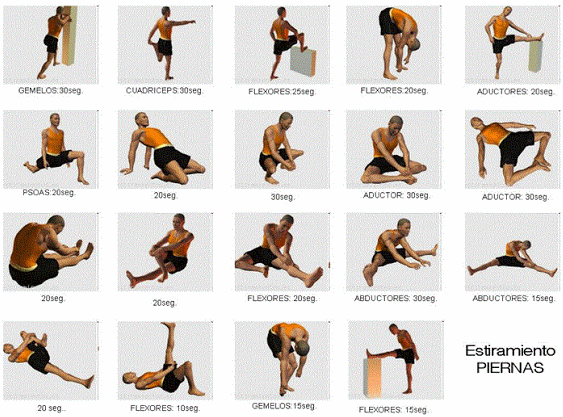 GEMELOS:30seg.
CUADRICEPS:30seg.
FLEXORES:25seg.
FLEXORES:20seg.
ADUCTORES: 20seg.
PSOAS:20seg.
20seg.
30seg.
ADUCTOR: 30seg.
ADUCTOR: 30seg.
20seg.
20seg.
FLEXORES: 20seg.
ABDUCTORES: 30seg.
ABDUCTORES: 15seg.
20 seg..
FLEXORES: 10seg.
GEMELOS:15seg.
FLEXORES: 15seg.
Estiramiento
PIERNAS